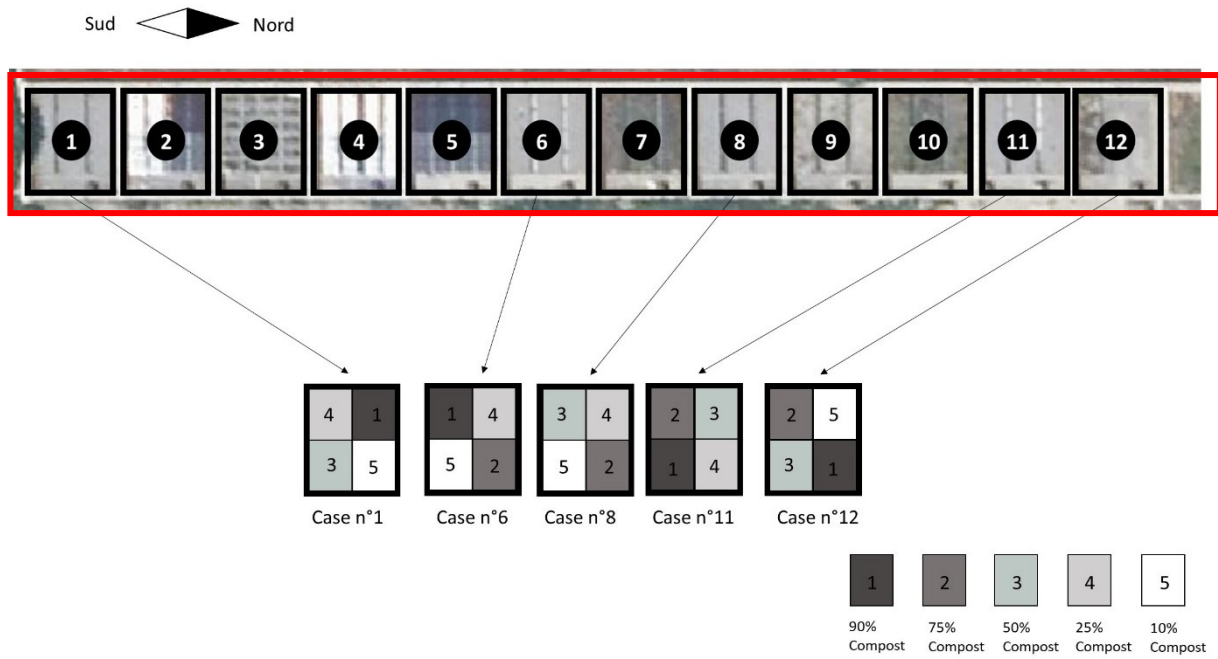 Sud Nord
1 2 3 4 5 6 7 8 9 10 11 12
4 1 1 4 3 4 2 3 2 5
3 5 5 2 5 2 1 4 3 1
Case n°1 Case n°6 Case n°8 Case n°11 Case n°12
1 2 3 4 5
90% 75% 50% 25% 10%
Compost Compost Compost Compost Compost